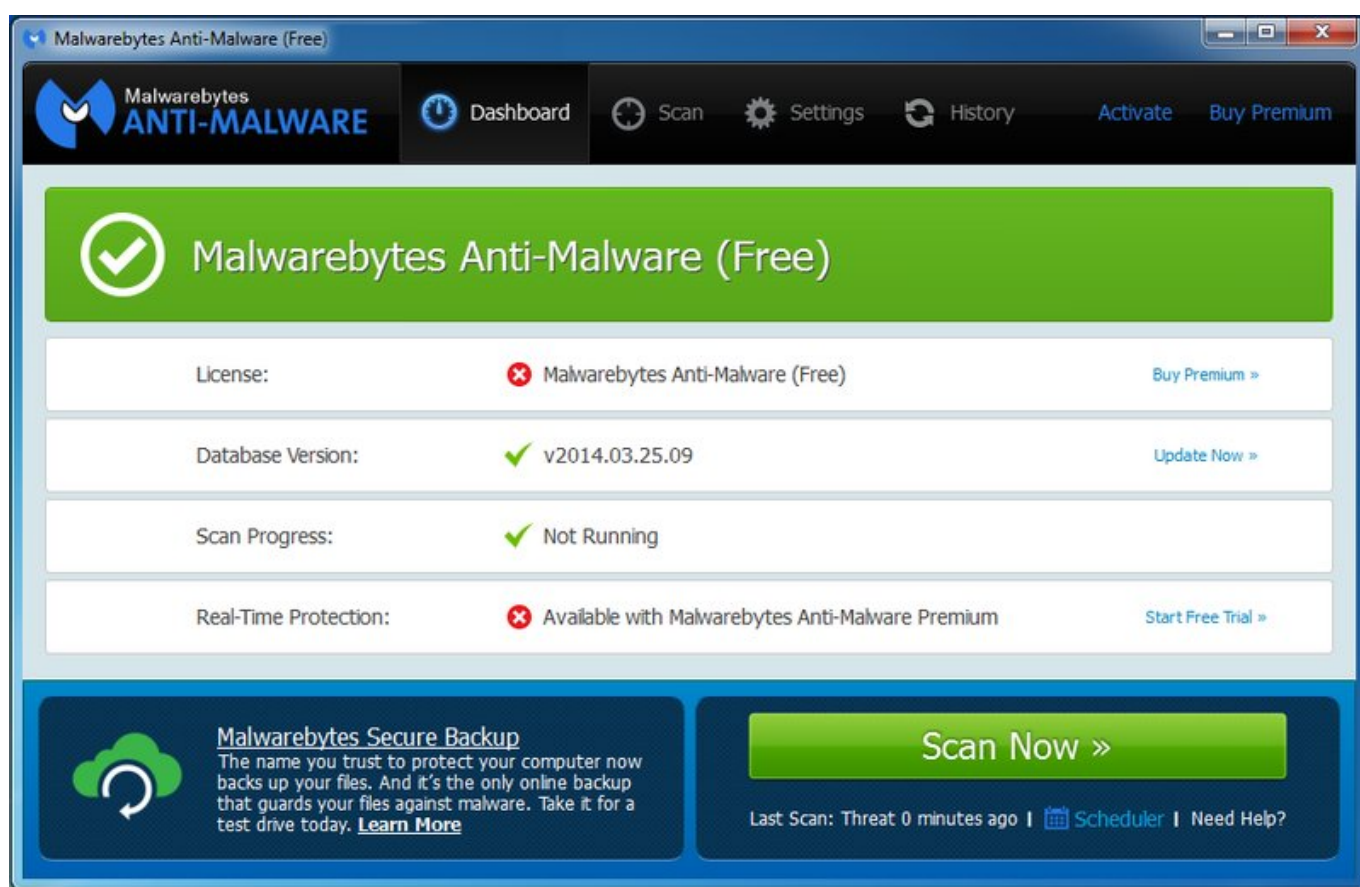 Malwarebytes Anti-Malware (Free)
Malwarebytes
ANTI-MALWARE
Dashboard Scan Settings History Activate Buy Premium
Malwarebytes Anti-Malware (Free)
License: Malwarebytes Anti-Malware (Free) Buy Premium »
Database Version: v2014.03.25.09 Update Now »
Scan Progress: Not Running
Real-Time Protection: Available with Malwarebytes Anti-Malware Premium Start Free Trial »
Malwarebytes Secure Backup
The name you trust to protect your computer now
backs up your files. And it's the only online backup
that guards your files against malware. Take it for a
test drive today. Learn More
Scan Now »
Last Scan: Threat 0 minutes ago | Scheduler | Need Help?